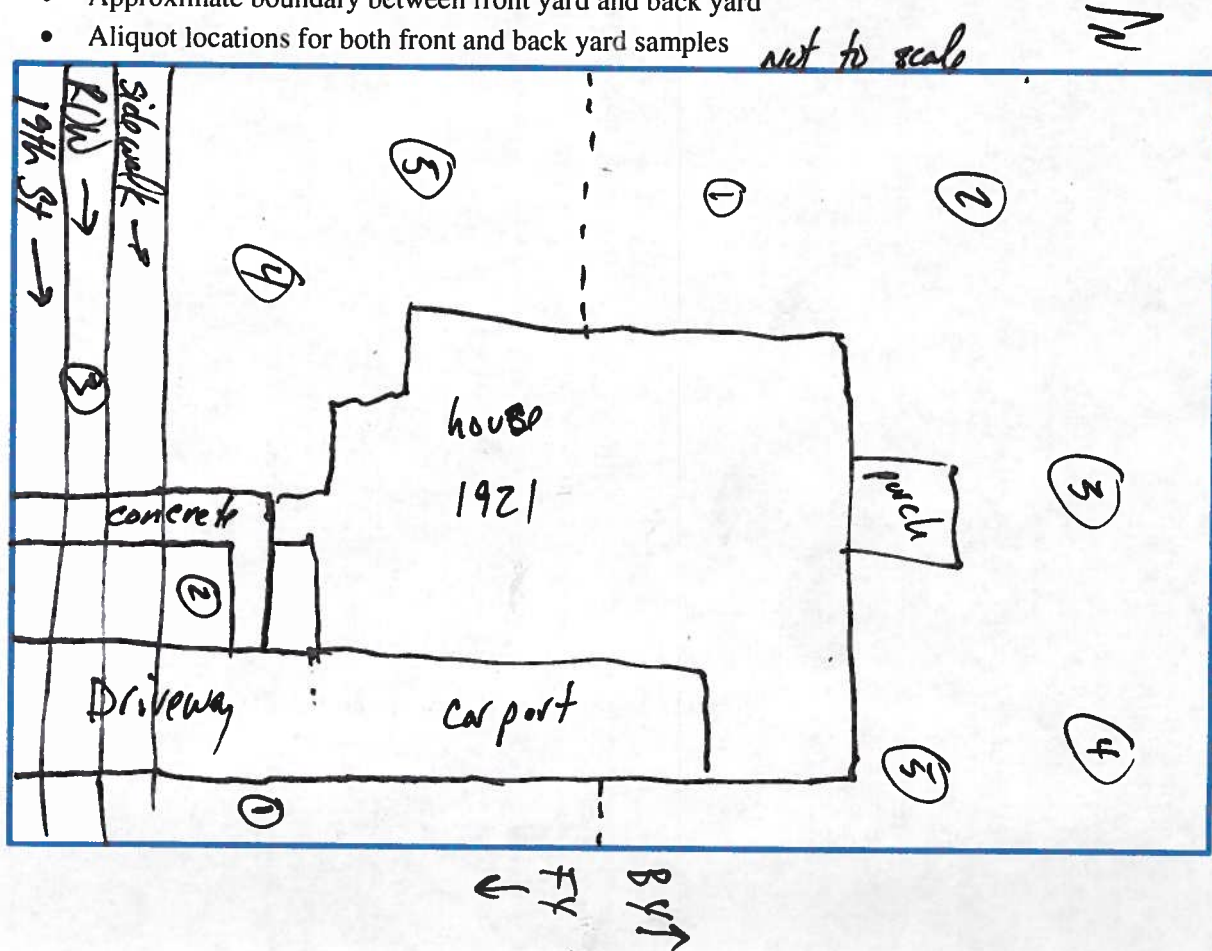 • Approximate boundary between front yard and back yard
• Aliquot locations for both front and back yard samples
not to scale
N
19th St →
ROW →
Sidewalk →
5
1
2
4
3
house
1921
porch
3
concrete
2
Driveway
carport
5
4
1
← FY
BY →